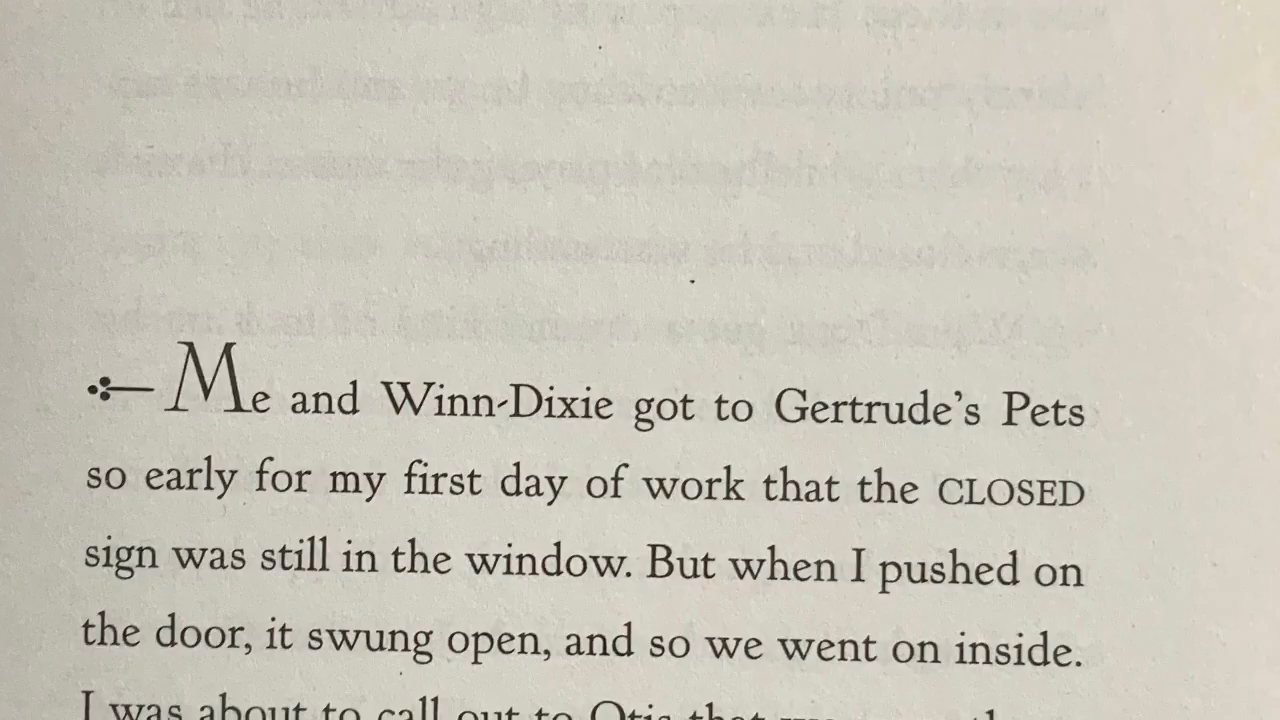 Me and Winn-Dixie got to Gertrude's Pets
so early for my first day of work that the CLOSED
sign was still in the window. But when I pushed on
the door, it swung open, and so we went on inside.
I was about to call out to Otis that